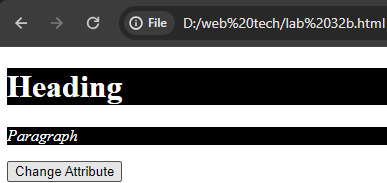 File D:/web%20tech/lab%2032b.html
Heading
Paragraph
Change Attribute